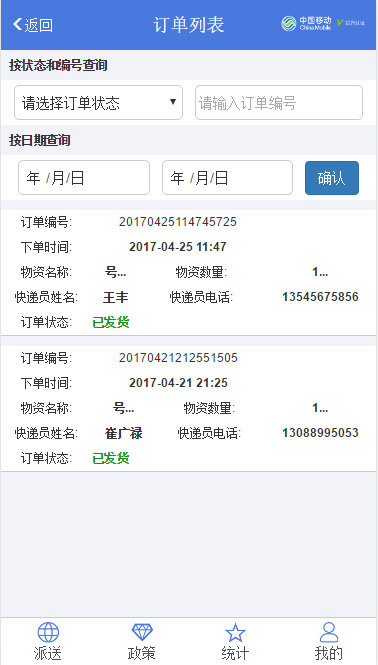 返回 订单列表 中国移动 China Mobile 官方认证
按状态和编号查询
请选择订单状态 请输入订单编号
按日期查询
年 /月/日 年 /月/日 确认
订单编号: 20170425114745725
下单时间: 2017-04-25 11:47
物资名称: 号... 物资数量: 1...
快递员姓名: 王丰 快递员电话: 13545675856
订单状态: 已发货
订单编号: 20170421212551505
下单时间: 2017-04-21 21:25
物资名称: 号... 物资数量: 1...
快递员姓名: 崔广禄 快递员电话: 13088995053
订单状态: 已发货
派送 政策 统计 我的